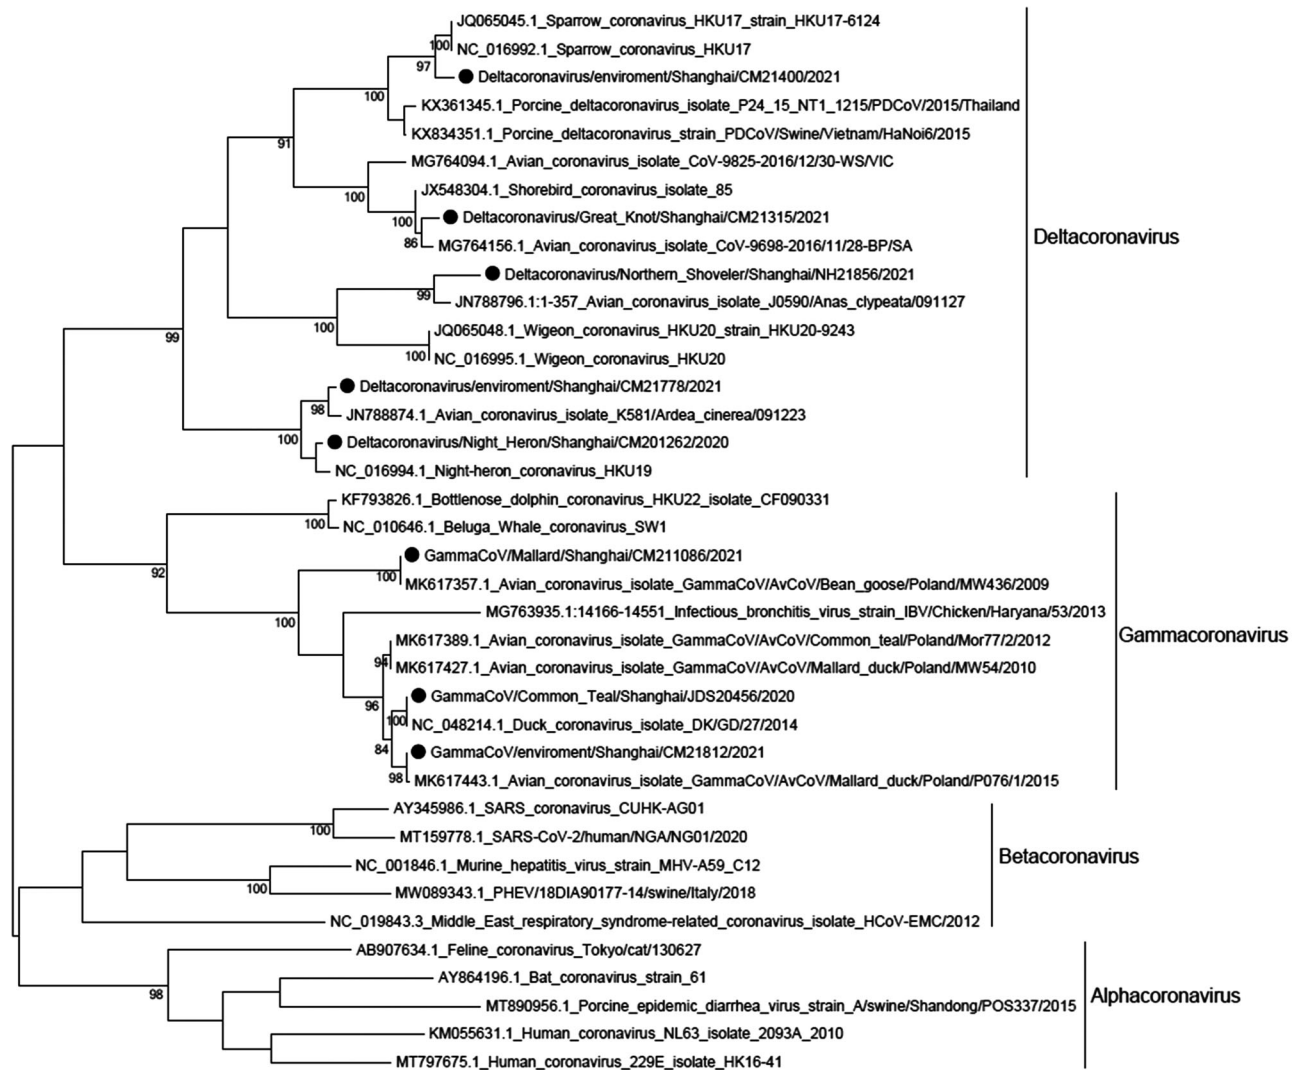 JQ065045.1_Sparrow_coronavirus_HKU17_strain_HKU17-6124
100
NC_016992.1_Sparrow_coronavirus_HKU17
97
Deltacoronavirus/enviroment/Shanghai/CM21400/2021
100
KX361345.1_Porcine_deltacoronavirus_isolate_P24_15_NT1_1215/PDCoV/2015/Thailand
KX834351.1_Porcine_deltacoronavirus_strain_PDCoV/Swine/Vietnam/HaNoi6/2015
91
MG764094.1_Avian_coronavirus_isolate_CoV-9825-2016/12/30-WS/VIC
100
JX548304.1_Shorebird_coronavirus_isolate_85
100
Deltacoronavirus/Great_Knot/Shanghai/CM21315/2021
86
MG764156.1_Avian_coronavirus_isolate_CoV-9698-2016/11/28-BP/SA
Deltacoronavirus
Deltacoronavirus/Northern_Shoveler/Shanghai/NH21856/2021
99
JN788796.1:1-357_Avian_coronavirus_isolate_J0590/Anas_clypeata/091127
100
JQ065048.1_Wigeon_coronavirus_HKU20_strain_HKU20-9243
99
100
NC_016995.1_Wigeon_coronavirus_HKU20
Deltacoronavirus/enviroment/Shanghai/CM21778/2021
98
JN788874.1_Avian_coronavirus_isolate_K581/Ardea_cinerea/091223
100
Deltacoronavirus/Night_Heron/Shanghai/CM201262/2020
NC_016994.1_Night-heron_coronavirus_HKU19
KF793826.1_Bottlenose_dolphin_coronavirus_HKU22_isolate_CF090331
100
NC_010646.1_Beluga_Whale_coronavirus_SW1
92
GammaCoV/Mallard/Shanghai/CM211086/2021
100
MK617357.1_Avian_coronavirus_isolate_GammaCoV/AvCoV/Bean_goose/Poland/MW436/2009
100
MG763935.1:14166-14551_Infectious_bronchitis_virus_strain_IBV/Chicken/Haryana/53/2013
Gammacoronavirus
MK617389.1_Avian_coronavirus_isolate_GammaCoV/AvCoV/Common_teal/Poland/Mor77/2/2012
94
MK617427.1_Avian_coronavirus_isolate_GammaCoV/AvCoV/Mallard_duck/Poland/MW54/2010
96
GammaCoV/Common_Teal/Shanghai/JDS20456/2020
100
NC_048214.1_Duck_coronavirus_isolate_DK/GD/27/2014
84
GammaCoV/enviroment/Shanghai/CM21812/2021
98
MK617443.1_Avian_coronavirus_isolate_GammaCoV/AvCoV/Mallard_duck/Poland/P076/1/2015
AY345986.1_SARS_coronavirus_CUHK-AG01
100
MT159778.1_SARS-CoV-2/human/NGA/NG01/2020
Betacoronavirus
NC_001846.1_Murine_hepatitis_virus_strain_MHV-A59_C12
100
MW089343.1_PHEV/18DIA90177-14/swine/Italy/2018
NC_019843.3_Middle_East_respiratory_syndrome-related_coronavirus_isolate_HCoV-EMC/2012
AB907634.1_Feline_coronavirus_Tokyo/cat/130627
98
AY864196.1_Bat_coronavirus_strain_61
Alphacoronavirus
MT890956.1_Porcine_epidemic_diarrhea_virus_strain_A/swine/Shandong/POS337/2015
KM055631.1_Human_coronavirus_NL63_isolate_2093A_2010
MT797675.1_Human_coronavirus_229E_isolate_HK16-41